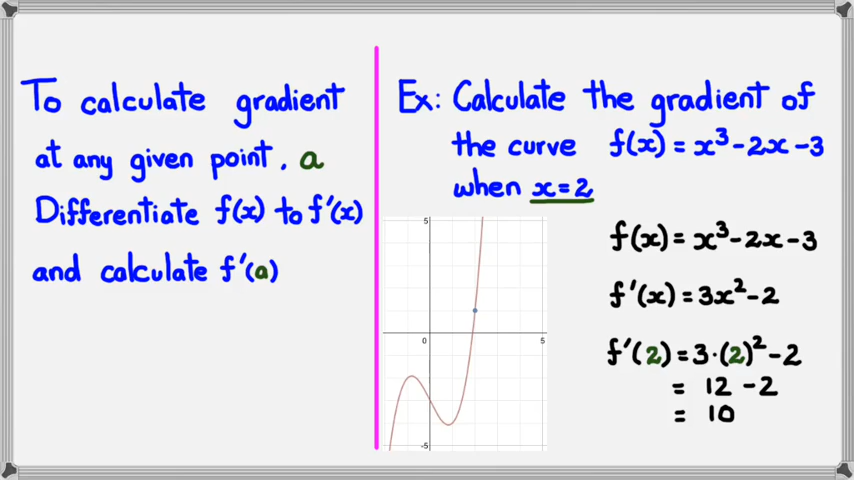 To calculate gradient
at any given point, a
Differentiate f(x) to f'(x)
and calculate f'(a)
Ex: Calculate the gradient of
the curve f(x) = x³ - 2x - 3
when x = 2
5
0
5
-5
f(x) = x³ - 2x - 3
f'(x) = 3x² - 2
f'(2) = 3·(2)² - 2
= 12 - 2
= 10